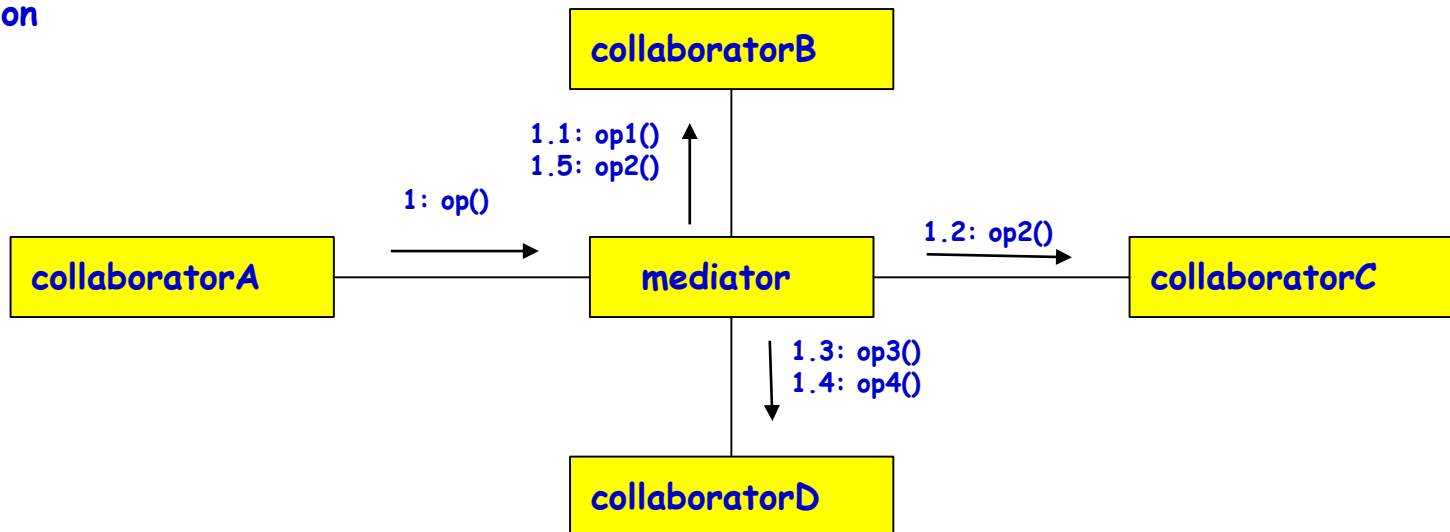 on
collaboratorB
1.1: op1()
1.5: op2()
1: op()
1.2: op2()
collaboratorA
mediator
collaboratorC
1.3: op3()
1.4: op4()
collaboratorD